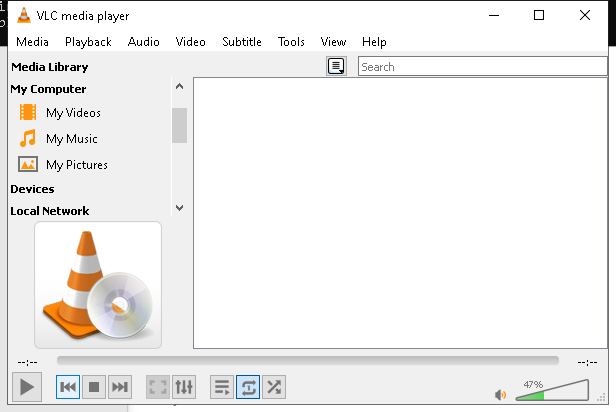 VLC media player
Media Playback Audio Video Subtitle Tools View Help
Media Library
Search
My Computer
My Videos
My Music
My Pictures
Devices
Local Network
--:-- --:--
47%